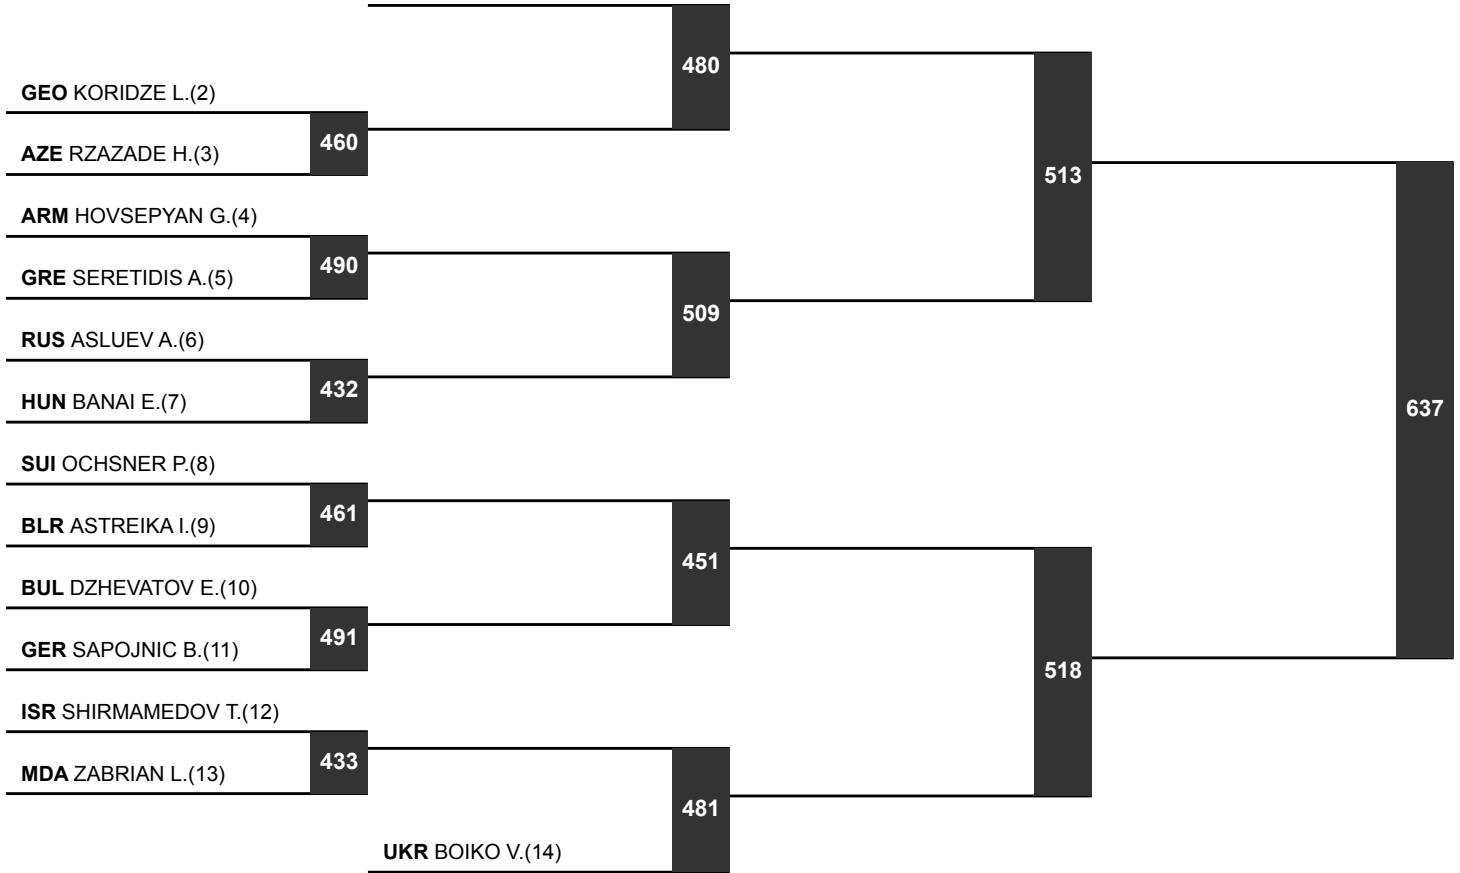 480
GEO KORIDZE L.(2)
460
AZE RZAZADE H.(3)
513
ARM HOVSEPYAN G.(4)
490
GRE SERETIDIS A.(5)
509
RUS ASLUEV A.(6)
432
HUN BANAI E.(7)
637
SUI OCHSNER P.(8)
461
BLR ASTREIKA I.(9)
451
BUL DZHEVATOV E.(10)
491
GER SAPOJNIC B.(11)
518
ISR SHIRMAMEDOV T.(12)
433
MDA ZABRIAN L.(13)
481
UKR BOIKO V.(14)